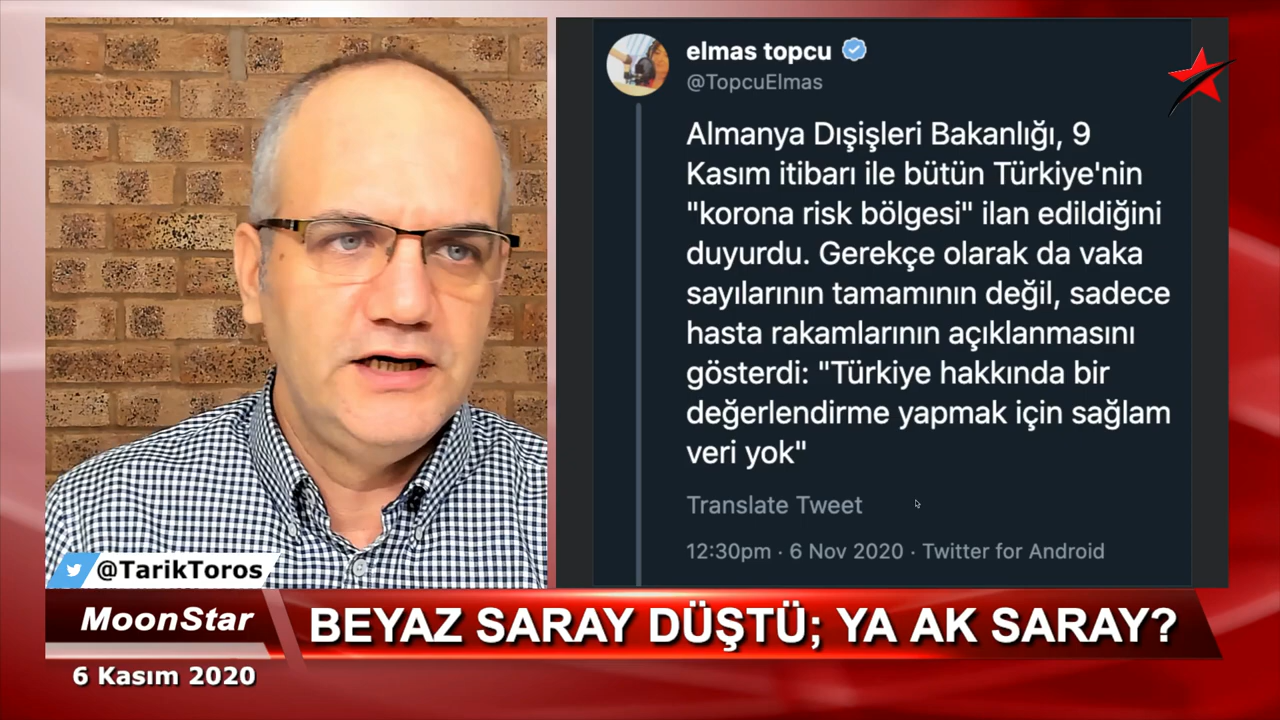 elmas topcu
@TopcuElmas
Almanya Dışişleri Bakanlığı, 9
Kasım itibarı ile bütün Türkiye'nin
"korona risk bölgesi" ilan edildiğini
duyurdu. Gerekçe olarak da vaka
sayılarının tamamının değil, sadece
hasta rakamlarının açıklanmasını
gösterdi: "Türkiye hakkında bir
değerlendirme yapmak için sağlam
veri yok"
Translate Tweet
12:30pm · 6 Nov 2020 · Twitter for Android
@TarikToros
MoonStar
BEYAZ SARAY DÜŞTÜ; YA AK SARAY?
6 Kasım 2020